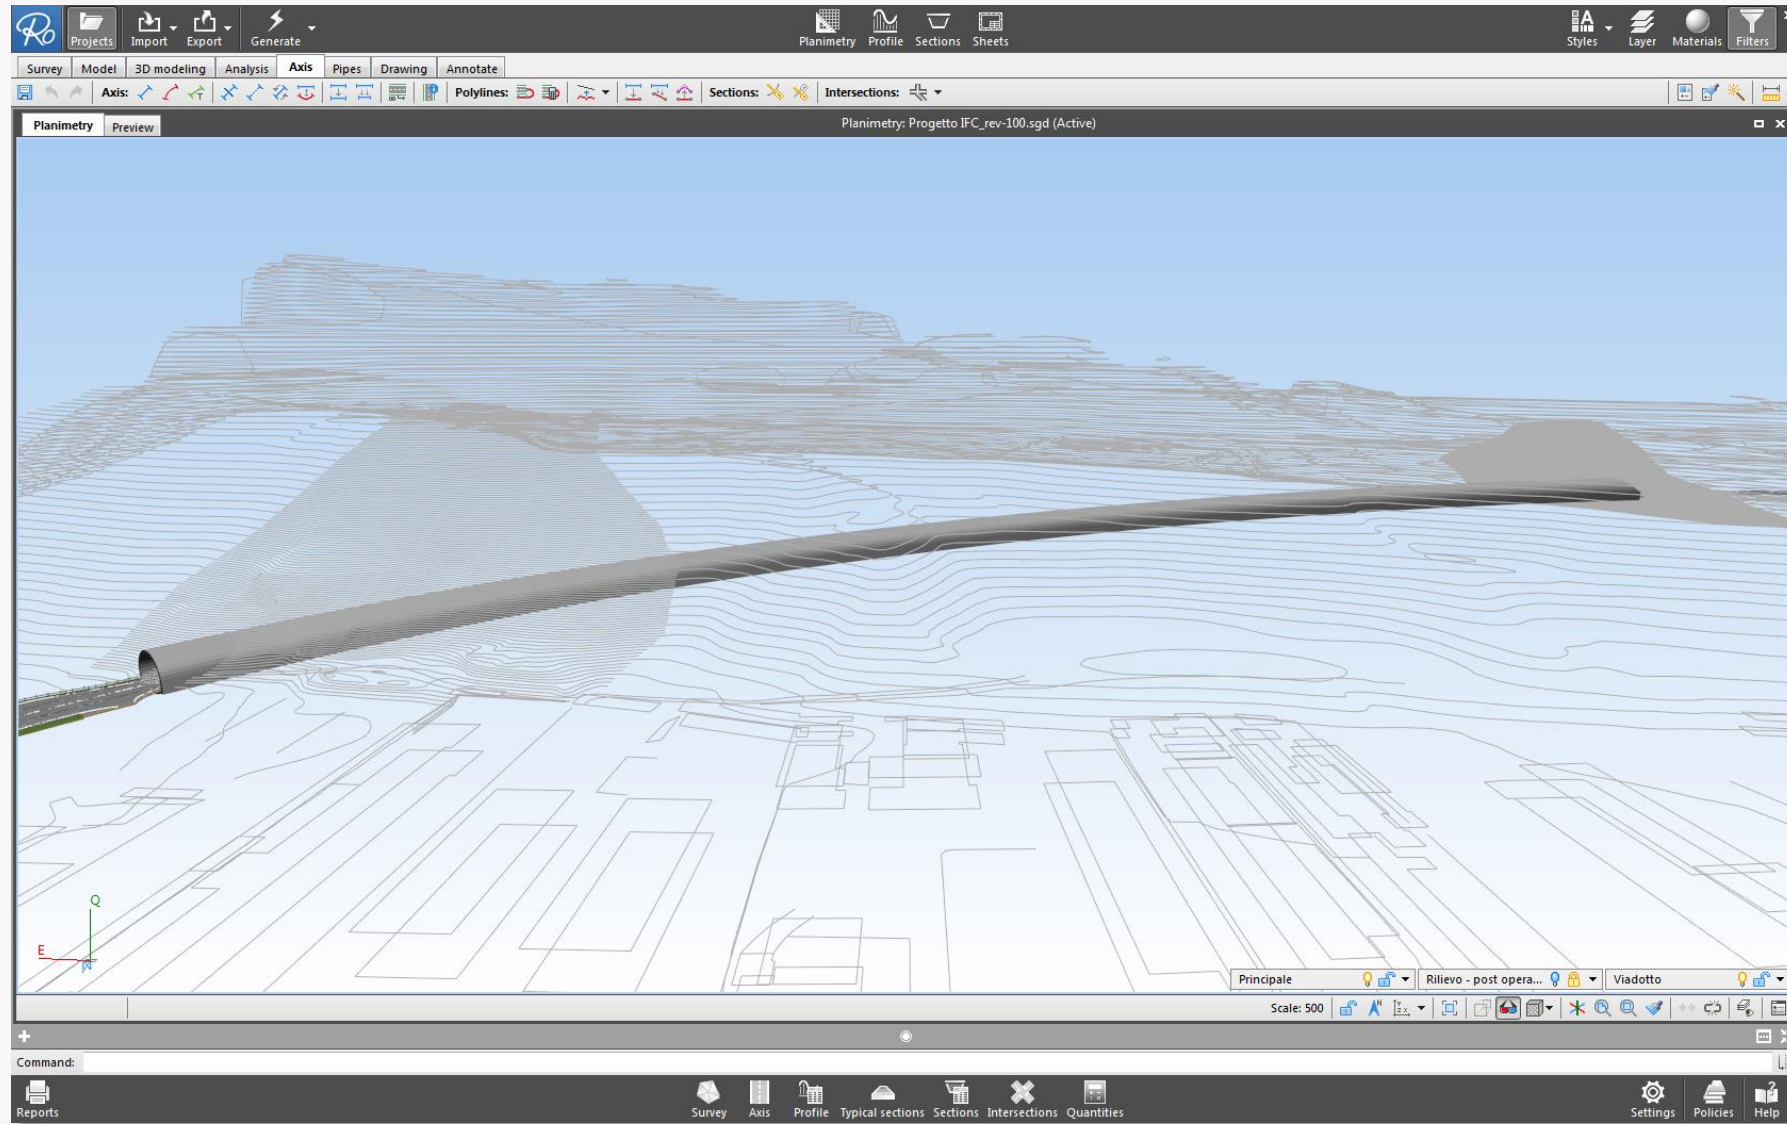 Ro Projects Import Export Generate Planimetry Profile Sections Sheets Styles Layer Materials Filters
Survey Model 3D modeling Analysis Axis Pipes Drawing Annotate
Axis: Polylines: Sections: Intersections:
Planimetry Preview Planimetry: Progetto IFC_rev-100.sgd (Active)
Q
E
N
Principale Rilievo - post opera... Viadotto
Scale: 500
Command:
Reports Survey Axis Profile Typical sections Sections Intersections Quantities Settings Policies Help